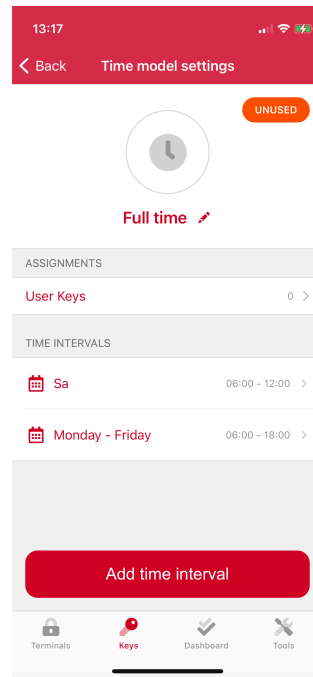 13:17
Back Time model settings
UNUSED
Full time
ASSIGNMENTS
User Keys 0
TIME INTERVALS
Sa 06:00 - 12:00
Monday - Friday 06:00 - 18:00
Add time interval
Terminals Keys Dashboard Tools